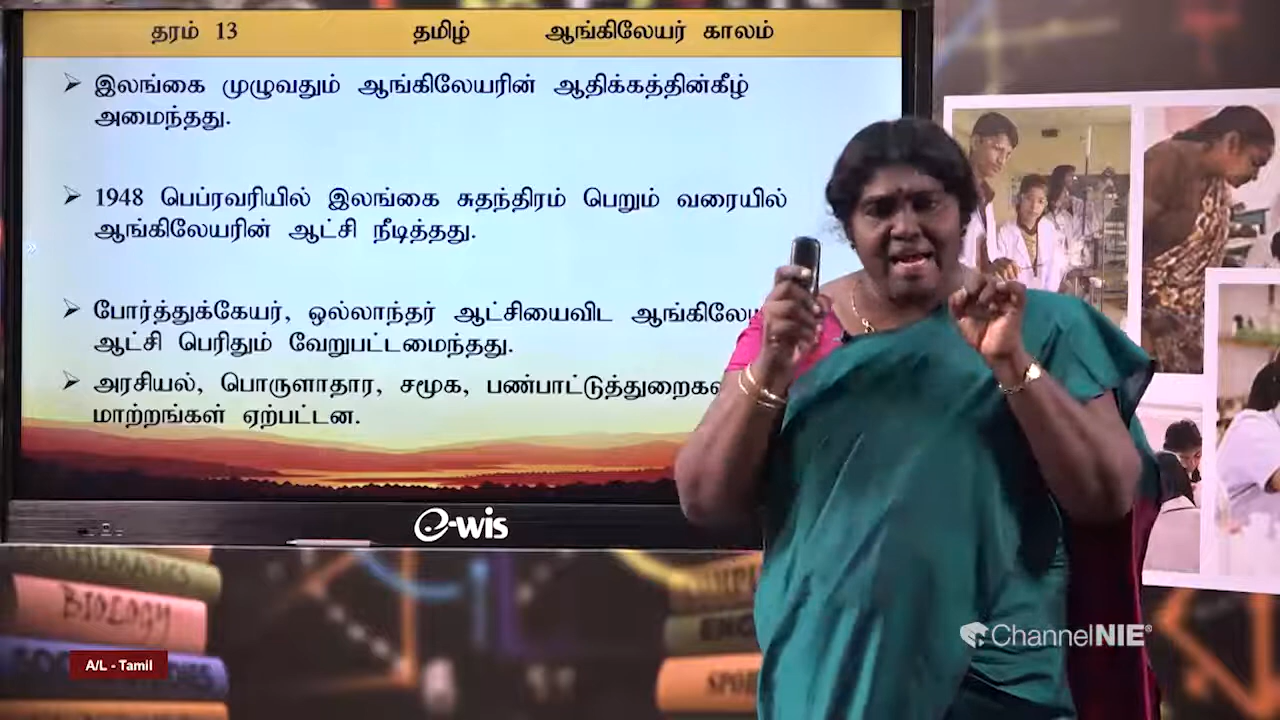 தரம் 13 தமிழ் ஆங்கிலேயர் காலம்
இலங்கை முழுவதும் ஆங்கிலேயரின் ஆதிக்கத்தின்கீழ்
அமைந்தது.
1948 பெப்ரவரியில் இலங்கை சுதந்திரம் பெறும் வரையில்
ஆங்கிலேயரின் ஆட்சி நீடித்தது.
போர்த்துக்கேயர், ஒல்லாந்தர் ஆட்சியைவிட
ஆட்சி பெரிதும் வேறுபட்டமைந்தது.
அரசியல், பொருளாதார, சமூக,
மாற்றங்கள் ஏற்பட்டன.
e-wis
MATHEMATICS
BIOLOGY
A/L - Tamil
ChannelNIE®